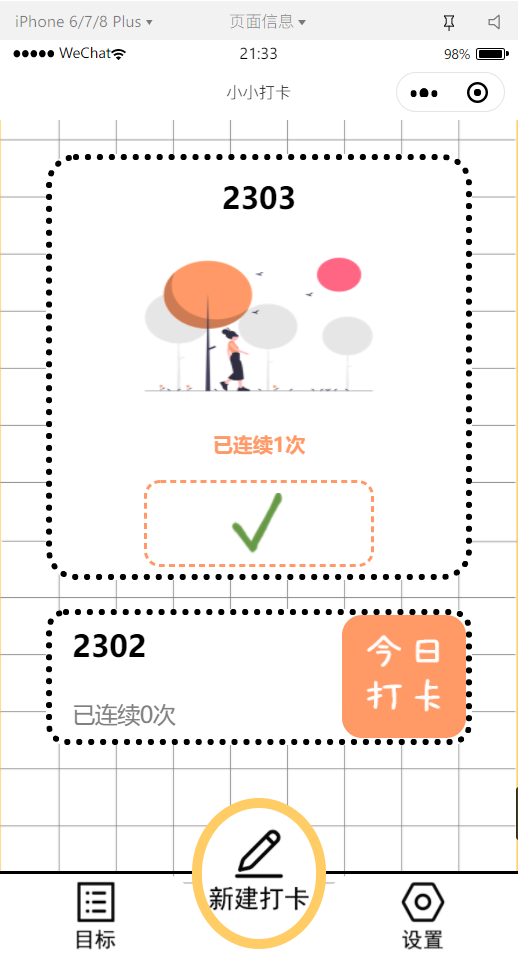 iPhone 6/7/8 Plus 页面信息
WeChat 21:33 98%
小小打卡
2303
已连续1次
2302
今日
打卡
已连续0次
新建打卡
目标
设置